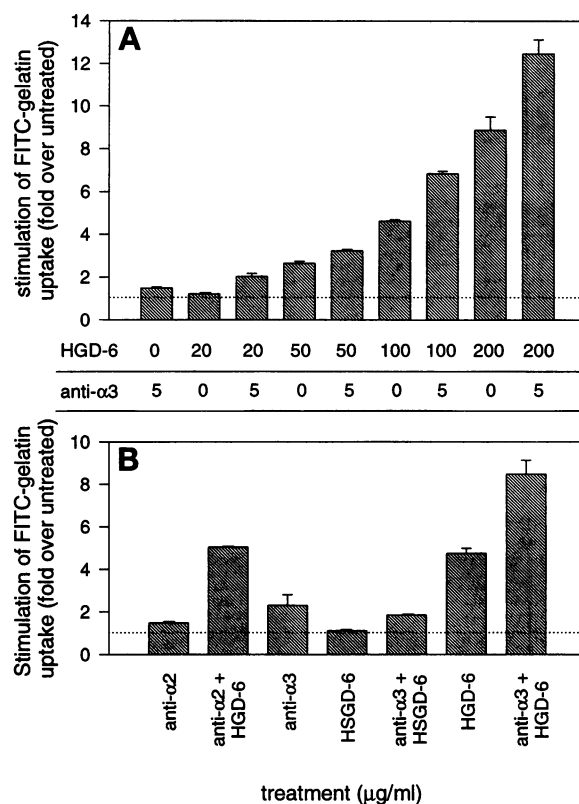 A
stimulation of FITC-gelatin
uptake (fold over untreated)
14
12
10
8
6
4
2
0
HGD-6 0 20 20 50 50 100 100 200 200
anti-α3 5 0 5 0 5 0 5 0 5
B
Stimulation of FITC-gelatin
uptake (fold over untreated)
10
8
6
4
2
0
anti-α2
anti-α2 +
HGD-6
anti-α3
HSGD-6
anti-α3 +
HSGD-6
HGD-6
anti-α3 +
HGD-6
treatment (μg/ml)